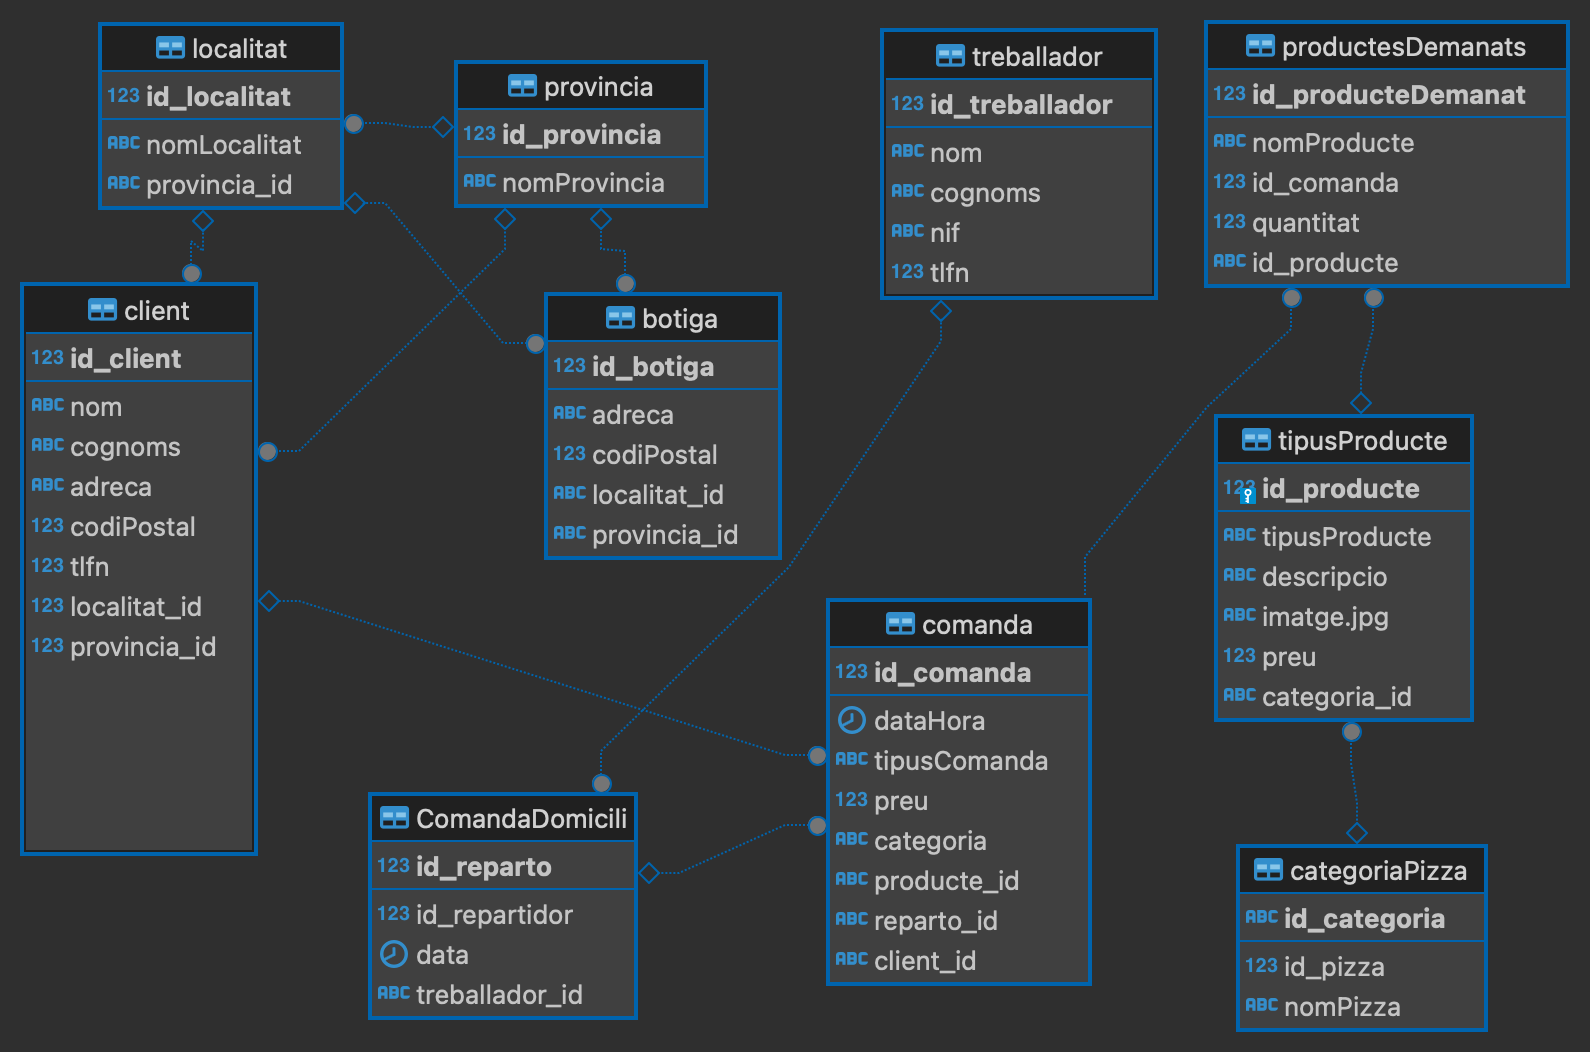 localitat
123 id_localitat
ABC nomLocalitat
ABC provincia_id
provincia
123 id_provincia
ABC nomProvincia
treballador
123 id_treballador
ABC nom
ABC cognoms
ABC nif
123 tlfn
productesDemanats
123 id_producteDemanat
ABC nomProducte
123 id_comanda
123 quantitat
ABC id_producte
client
123 id_client
ABC nom
ABC cognoms
ABC adreca
123 codiPostal
123 tlfn
123 localitat_id
123 provincia_id
botiga
123 id_botiga
ABC adreca
123 codiPostal
ABC localitat_id
ABC provincia_id
tipusProducte
123 id_producte
ABC tipusProducte
ABC descripcio
ABC imatge.jpg
123 preu
ABC categoria_id
comanda
123 id_comanda
dataHora
ABC tipusComanda
123 preu
ABC categoria
ABC producte_id
ABC reparto_id
ABC client_id
ComandaDomicili
123 id_reparto
123 id_repartidor
data
ABC treballador_id
categoriaPizza
ABC id_categoria
123 id_pizza
ABC nomPizza